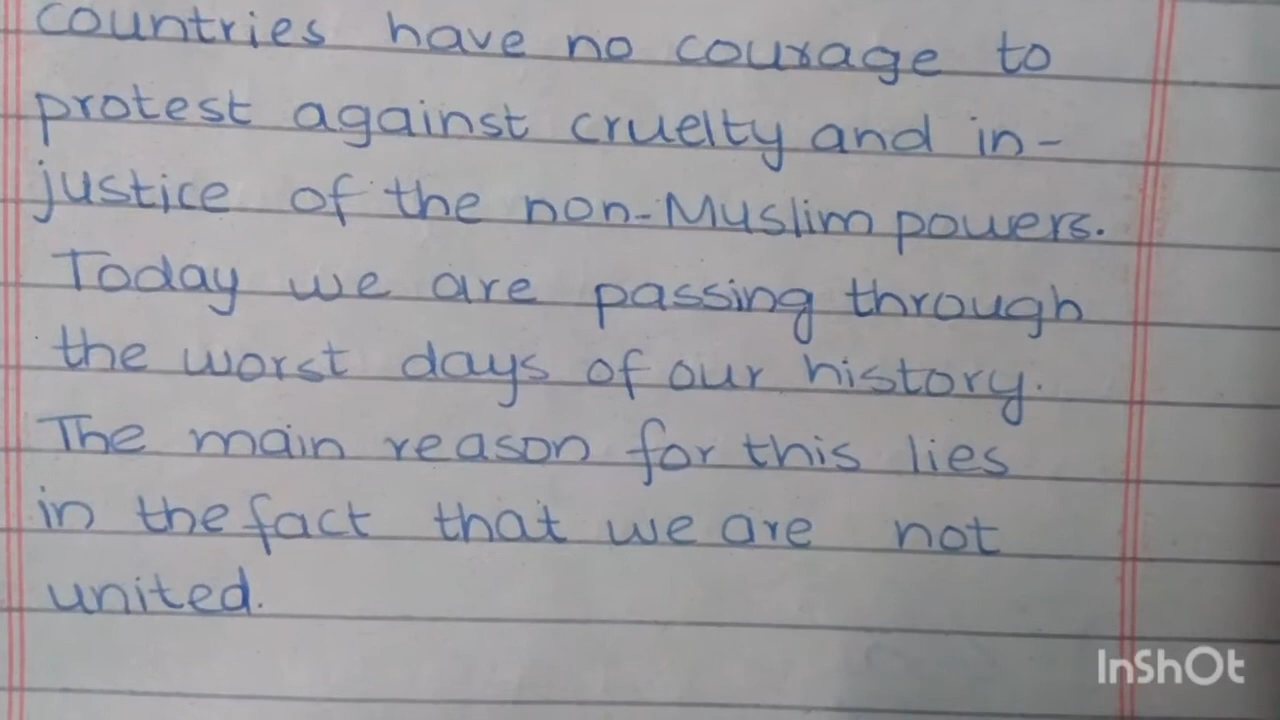 countries have no courage to
protest against cruelty and in-
justice of the non-Muslim powers.
Today we are passing through
the worst days of our history.
The main reason for this lies
in the fact that we are not
united.
InShOt